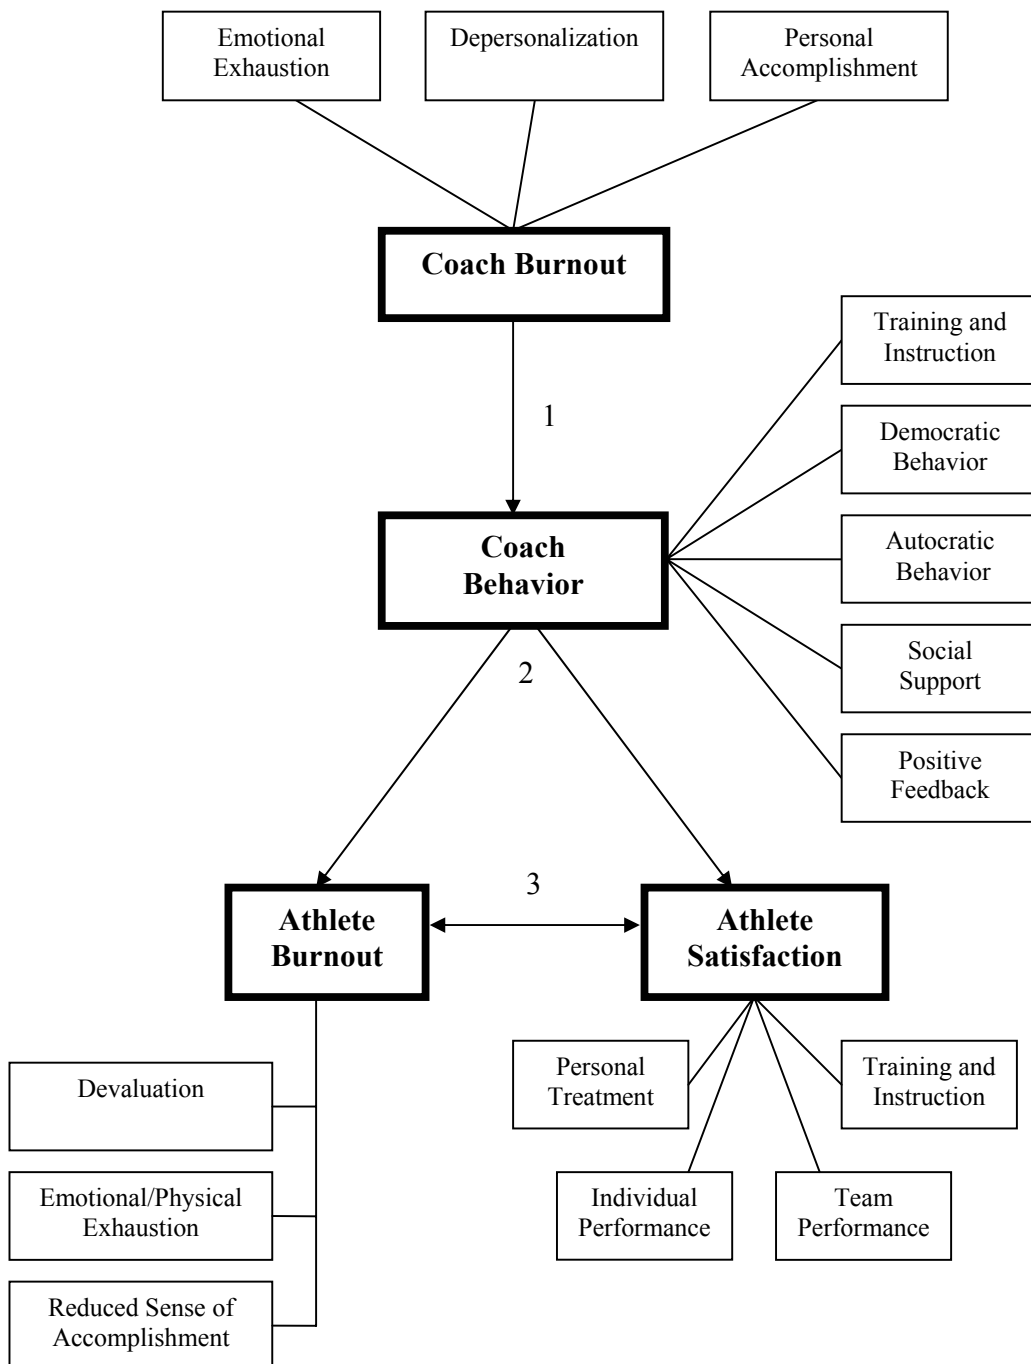 Emotional
Exhaustion
Depersonalization
Personal
Accomplishment
Coach Burnout
Training and
Instruction
1
Democratic
Behavior
Coach
Behavior
Autocratic
Behavior
2
Social
Support
Positive
Feedback
3
Athlete
Burnout
Athlete
Satisfaction
Personal
Treatment
Training and
Instruction
Devaluation
Individual
Performance
Team
Performance
Emotional/Physical
Exhaustion
Reduced Sense of
Accomplishment